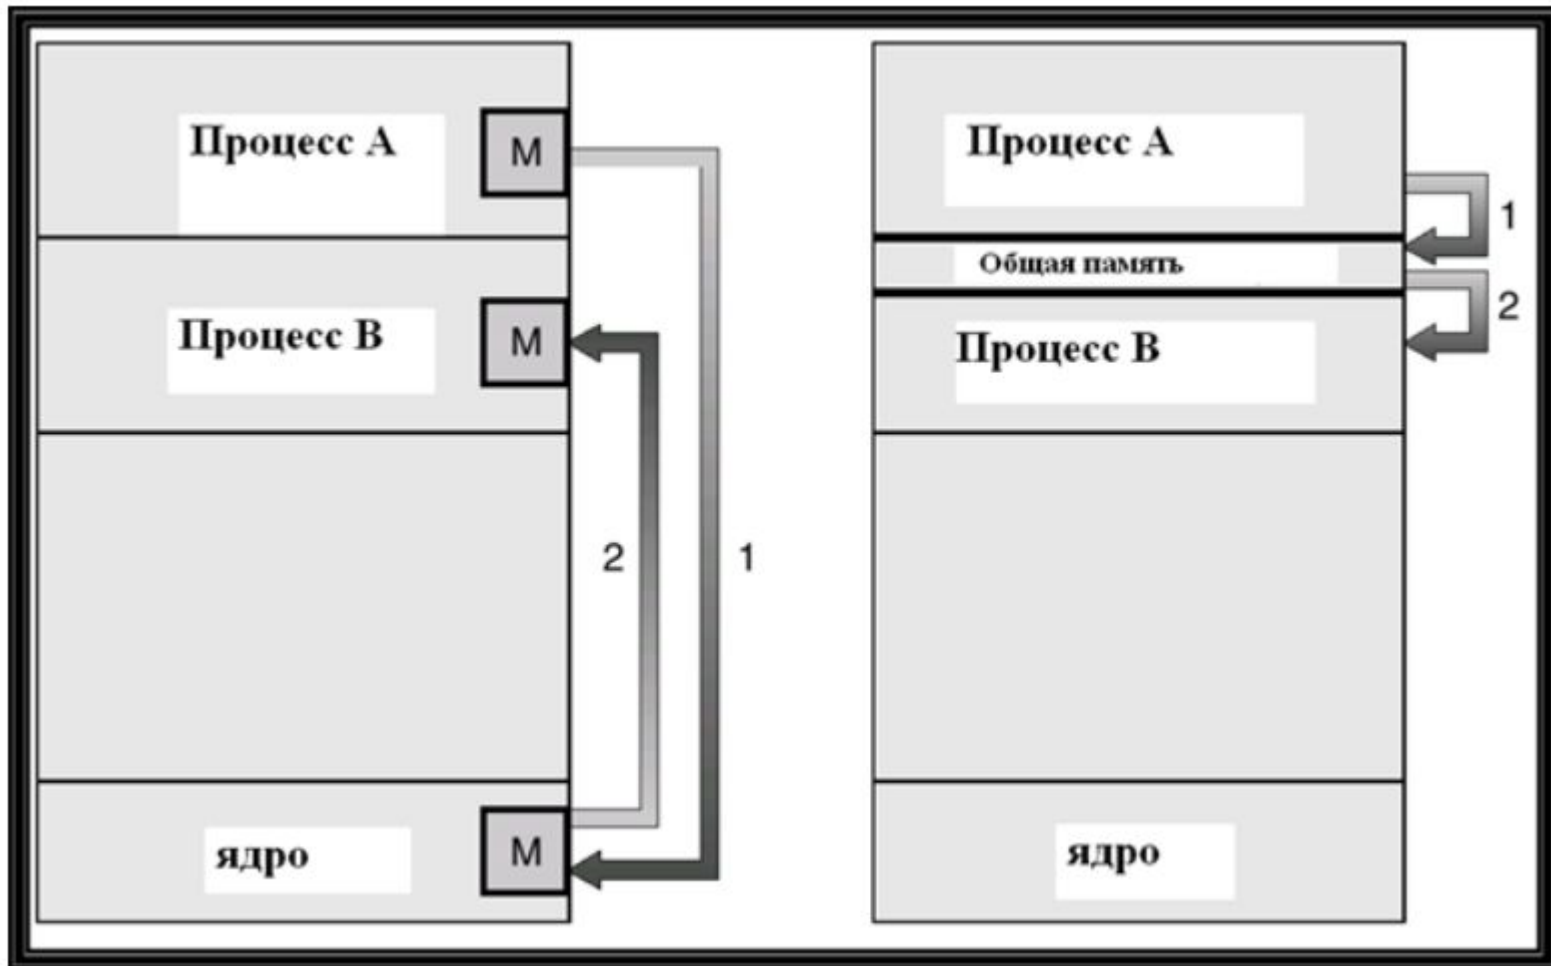 Процесс А
М
Процесс В
М
2
1
ядро
М
Процесс А
1
Общая память
2
Процесс В
ядро